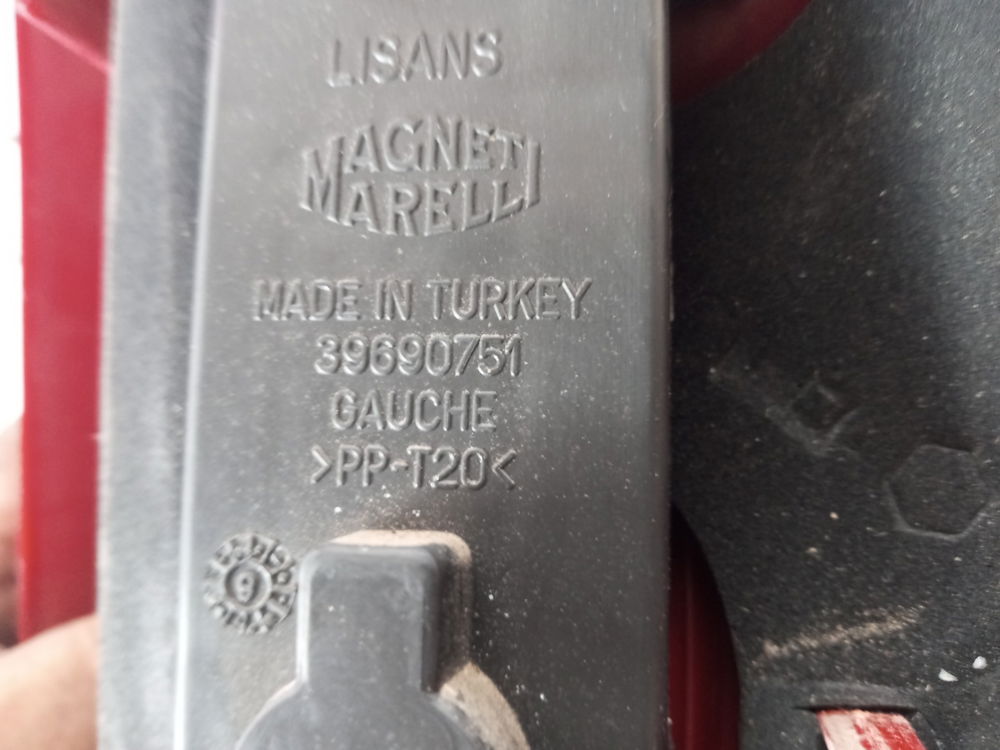 LISANS
MAGNETI
MARELLI
MADE IN TURKEY
39690751
GAUCHE
>PP-T20<